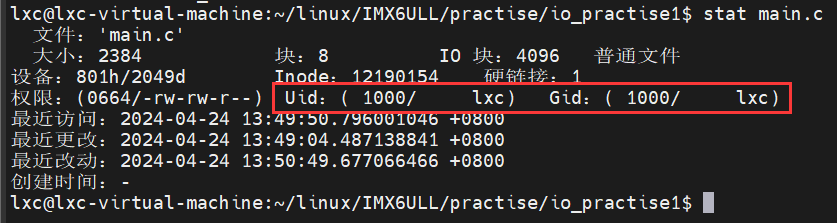 lxc@lxc-virtual-machine:~/linux/IMX6ULL/practise/io_practise1$ stat main.c
文件：'main.c'
大小：2384 块：8 IO 块：4096 普通文件
设备：801h/2049d Inode：12190154 硬链接：1
权限：(0664/-rw-rw-r--) Uid：( 1000/ lxc) Gid：( 1000/ lxc)
最近访问：2024-04-24 13:49:50.796001046 +0800
最近更改：2024-04-24 13:49:04.487138841 +0800
最近改动：2024-04-24 13:50:49.677066466 +0800
创建时间：-
lxc@lxc-virtual-machine:~/linux/IMX6ULL/practise/io_practise1$